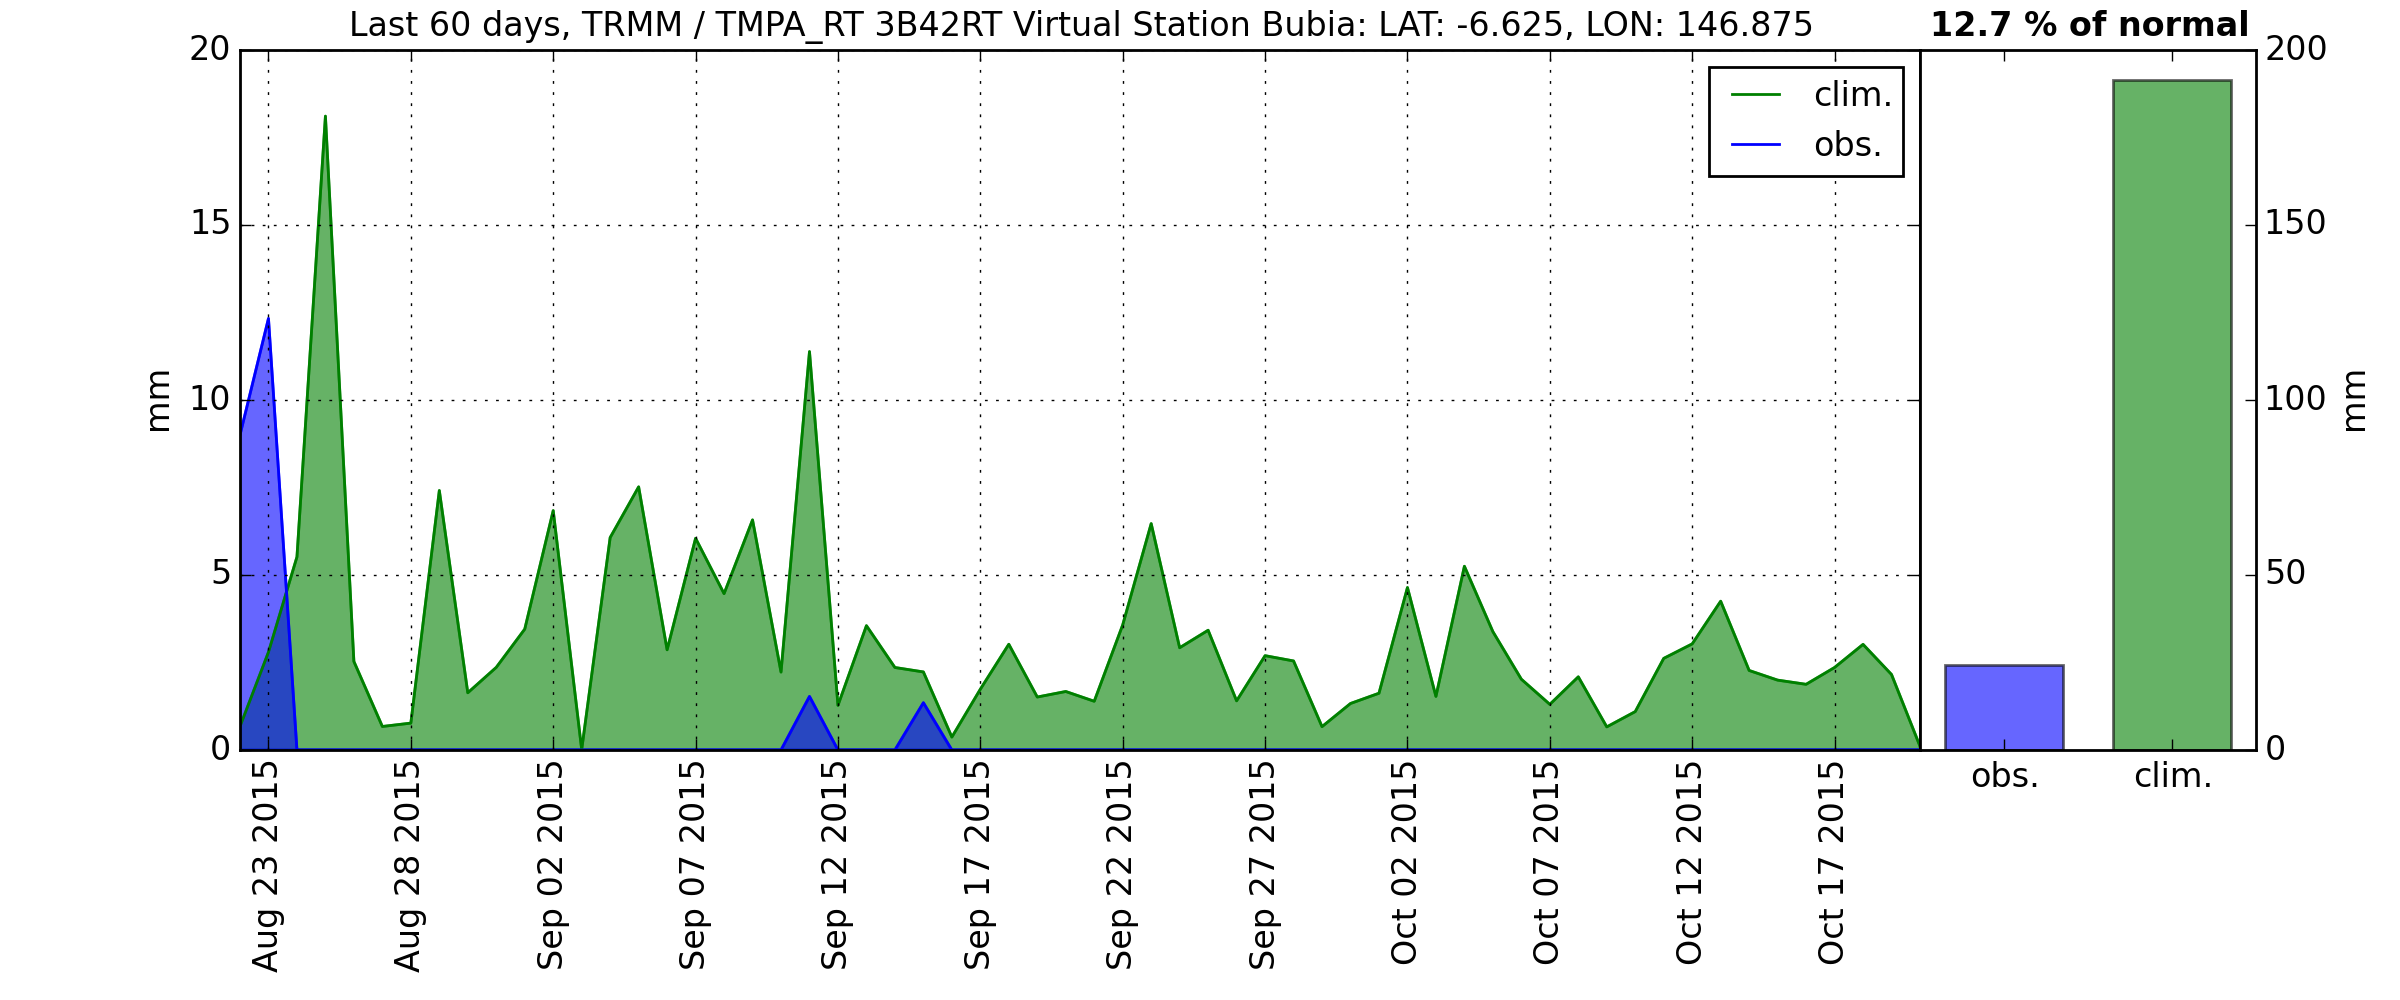 Last 60 days, TRMM / TMPA_RT 3B42RT Virtual Station Bubia: LAT: -6.625, LON: 146.875
12.7 % of normal
20
15
10
5
0
mm
clim.
obs.
200
150
100
50
0
mm
Aug 23 2015
Aug 28 2015
Sep 02 2015
Sep 07 2015
Sep 12 2015
Sep 17 2015
Sep 22 2015
Sep 27 2015
Oct 02 2015
Oct 07 2015
Oct 12 2015
Oct 17 2015
obs.
clim.